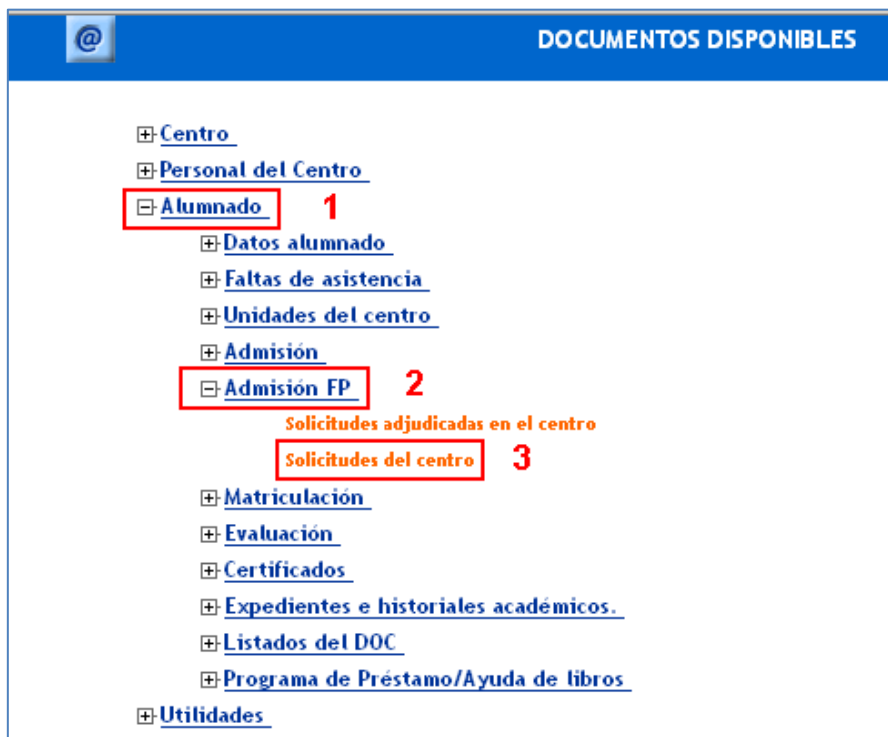 @ DOCUMENTOS DISPONIBLES
Centro
Personal del Centro
Alumnado 1
Datos alumnado
Faltas de asistencia
Unidades del centro
Admisión
Admisión FP 2
Solicitudes adjudicadas en el centro
Solicitudes del centro 3
Matriculación
Evaluación
Certificados
Expedientes e historiales académicos.
Listados del DOC
Programa de Préstamo/Ayuda de libros
Utilidades